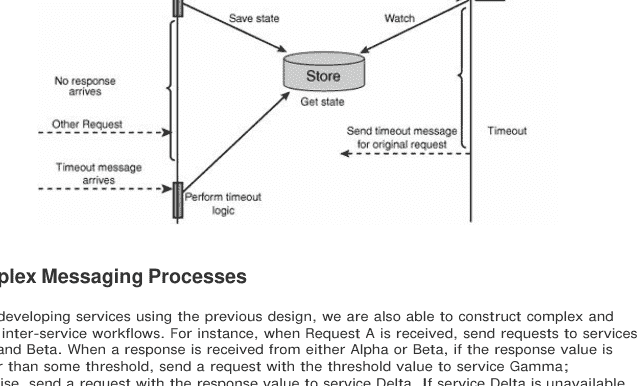 Save state
Watch
No response
arrives
Store
Get state
Other Request
Send timeout message
for original request
Timeout
Timeout message
arrives
Perform timeout
logic
plex Messaging Processes
developing services using the previous design, we are also able to construct complex and
inter-service workflows. For instance, when Request A is received, send requests to services
and Beta. When a response is received from either Alpha or Beta, if the response value is
r than some threshold, send a request with the threshold value to service Gamma;
ise, send a request with the response value to service Delta. If service Delta is unavailable